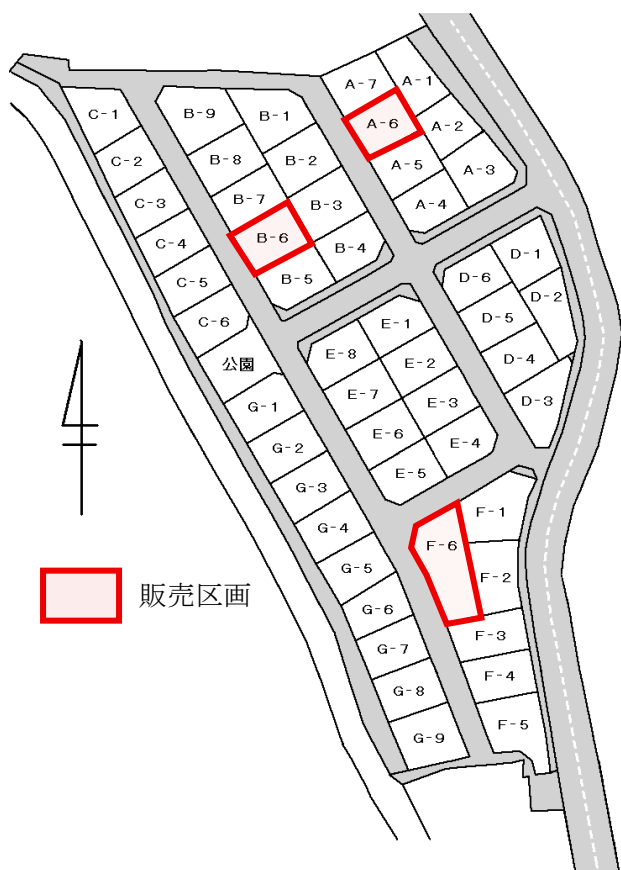 A-7
A-1
A-6
A-2
A-5
A-3
A-4
C-1
C-2
C-3
C-4
C-5
C-6
B-9
B-1
B-8
B-2
B-7
B-3
B-6
B-4
B-5
D-1
D-6
D-2
D-5
D-4
D-3
E-1
E-8
E-2
E-7
E-3
E-6
E-4
E-5
公園
G-1
G-2
G-3
G-4
G-5
G-6
G-7
G-8
G-9
F-1
F-6
F-2
F-3
F-4
F-5
販売区画